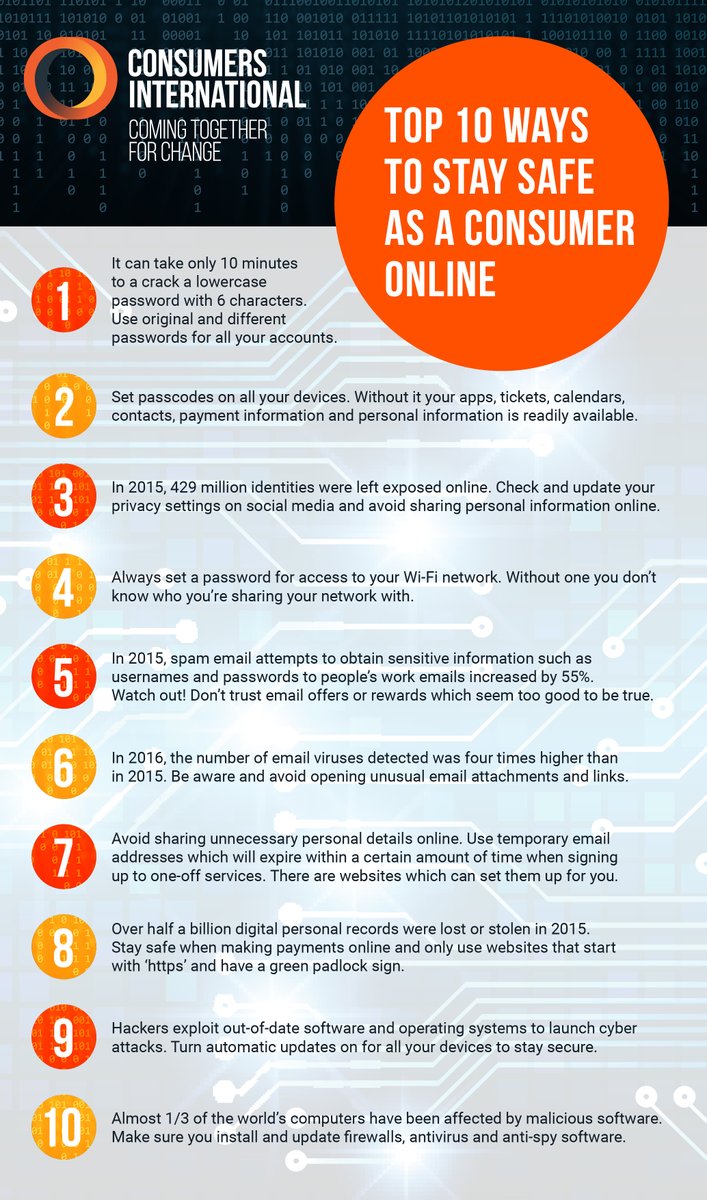 CONSUMERS
INTERNATIONAL
COMING TOGETHER
FOR CHANGE
TOP 10 WAYS
TO STAY SAFE
AS A CONSUMER
ONLINE
1
It can take only 10 minutes
to a crack a lowercase
password with 6 characters.
Use original and different
passwords for all your accounts.
2
Set passcodes on all your devices. Without it your apps, tickets, calendars,
contacts, payment information and personal information is readily available.
3
In 2015, 429 million identities were left exposed online. Check and update your
privacy settings on social media and avoid sharing personal information online.
4
Always set a password for access to your Wi-Fi network. Without one you don’t
know who you’re sharing your network with.
5
In 2015, spam email attempts to obtain sensitive information such as
usernames and passwords to people’s work emails increased by 55%.
Watch out! Don’t trust email offers or rewards which seem too good to be true.
6
In 2016, the number of email viruses detected was four times higher than
in 2015. Be aware and avoid opening unusual email attachments and links.
7
Avoid sharing unnecessary personal details online. Use temporary email
addresses which will expire within a certain amount of time when signing
up to one-off services. There are websites which can set them up for you.
8
Over half a billion digital personal records were lost or stolen in 2015.
Stay safe when making payments online and only use websites that start
with ‘https’ and have a green padlock sign.
9
Hackers exploit out-of-date software and operating systems to launch cyber
attacks. Turn automatic updates on for all your devices to stay secure.
10
Almost 1/3 of the world’s computers have been affected by malicious software.
Make sure you install and update firewalls, antivirus and anti-spy software.